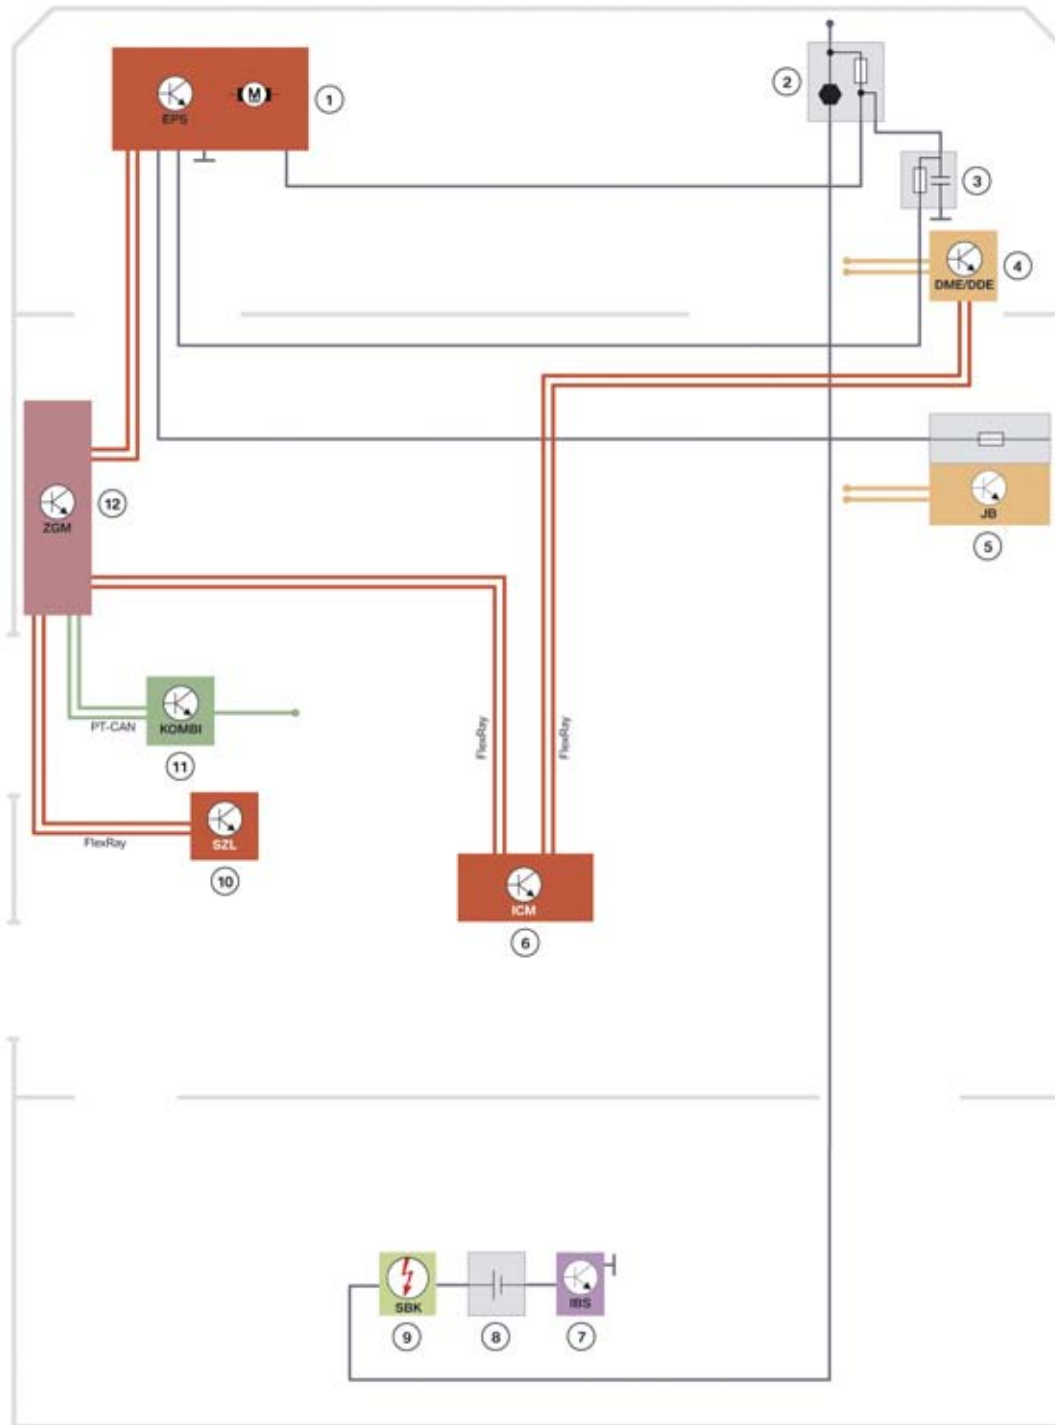 M
EPS
1
2
3
DME/DDE
4
ZGM
12
JB
5
PT-CAN
KOMBI
11
FlexRay
FlexRay
SZL
FlexRay
10
ICM
6
SBK
IBS
9
8
7